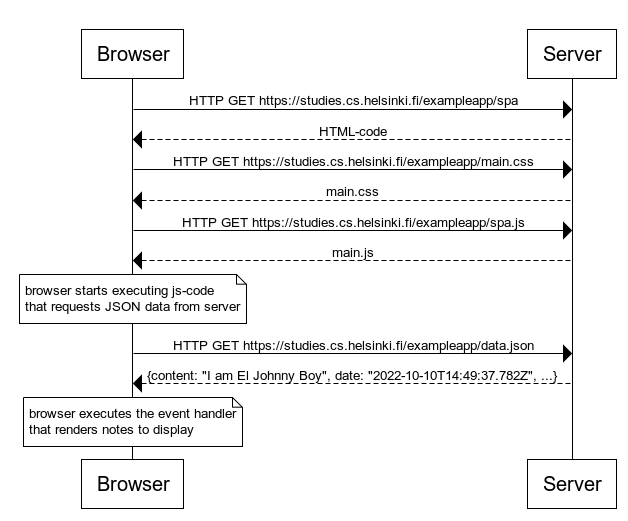 Browser
Server
HTTP GET https://studies.cs.helsinki.fi/exampleapp/spa
HTML-code
HTTP GET https://studies.cs.helsinki.fi/exampleapp/main.css
main.css
HTTP GET https://studies.cs.helsinki.fi/exampleapp/spa.js
main.js
browser starts executing js-code
that requests JSON data from server
HTTP GET https://studies.cs.helsinki.fi/exampleapp/data.json
{content: "I am El Johnny Boy", date: "2022-10-10T14:49:37.782Z", ...}
browser executes the event handler
that renders notes to display
Browser
Server